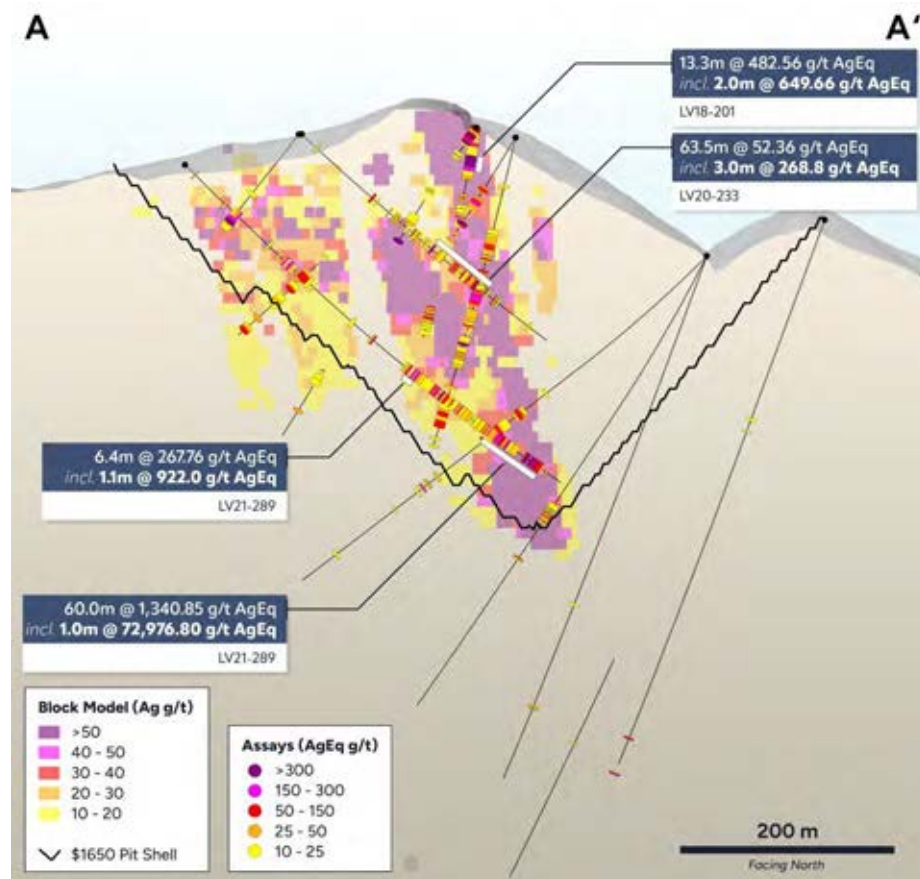 A
A'
13.3m @ 482.56 g/t AgEq
incl. 2.0m @ 649.66 g/t AgEq
LV18-201
63.5m @ 52.36 g/t AgEq
incl. 3.0m @ 268.8 g/t AgEq
LV20-233
6.4m @ 267.76 g/t AgEq
incl. 1.1m @ 922.0 g/t AgEq
LV21-289
60.0m @ 1,340.85 g/t AgEq
incl. 1.0m @ 72,976.80 g/t AgEq
LV21-289
Block Model (Ag g/t)
>50
40 - 50
30 - 40
20 - 30
10 - 20
$1650 Pit Shell
Assays (AgEq g/t)
>300
150 - 300
50 - 150
25 - 50
10 - 25
200 m
Facing North